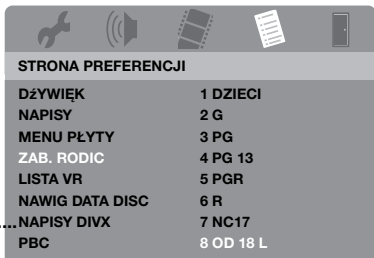 STRONA PREFERENCJI
DźYWIĘK 1 DZIECI
NAPISY 2 G
MENU PŁYTY 3 PG
ZAB. RODIC 4 PG 13
LISTA VR 5 PGR
NAWIG DATA DISC 6 R
....NAPISY DIVX 7 NC17
PBC 8 OD 18 L